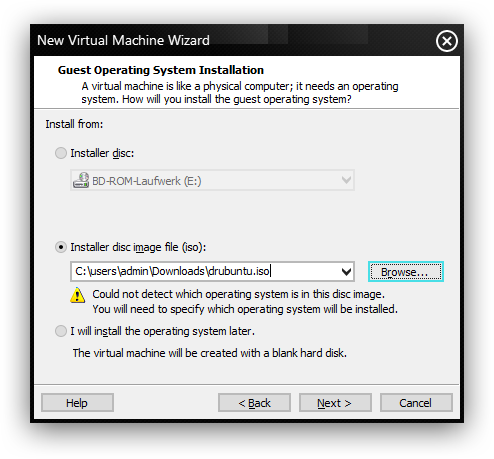 New Virtual Machine Wizard
Guest Operating System Installation
A virtual machine is like a physical computer; it needs an operating
system. How will you install the guest operating system?
Install from:
Installer disc:
BD-ROM-Laufwerk (E:)
Installer disc image file (iso):
C:\users\admin\Downloads\drubuntu.iso
Browse...
Could not detect which operating system is in this disc image.
You will need to specify which operating system will be installed.
I will install the operating system later.
The virtual machine will be created with a blank hard disk.
Help
< Back
Next >
Cancel